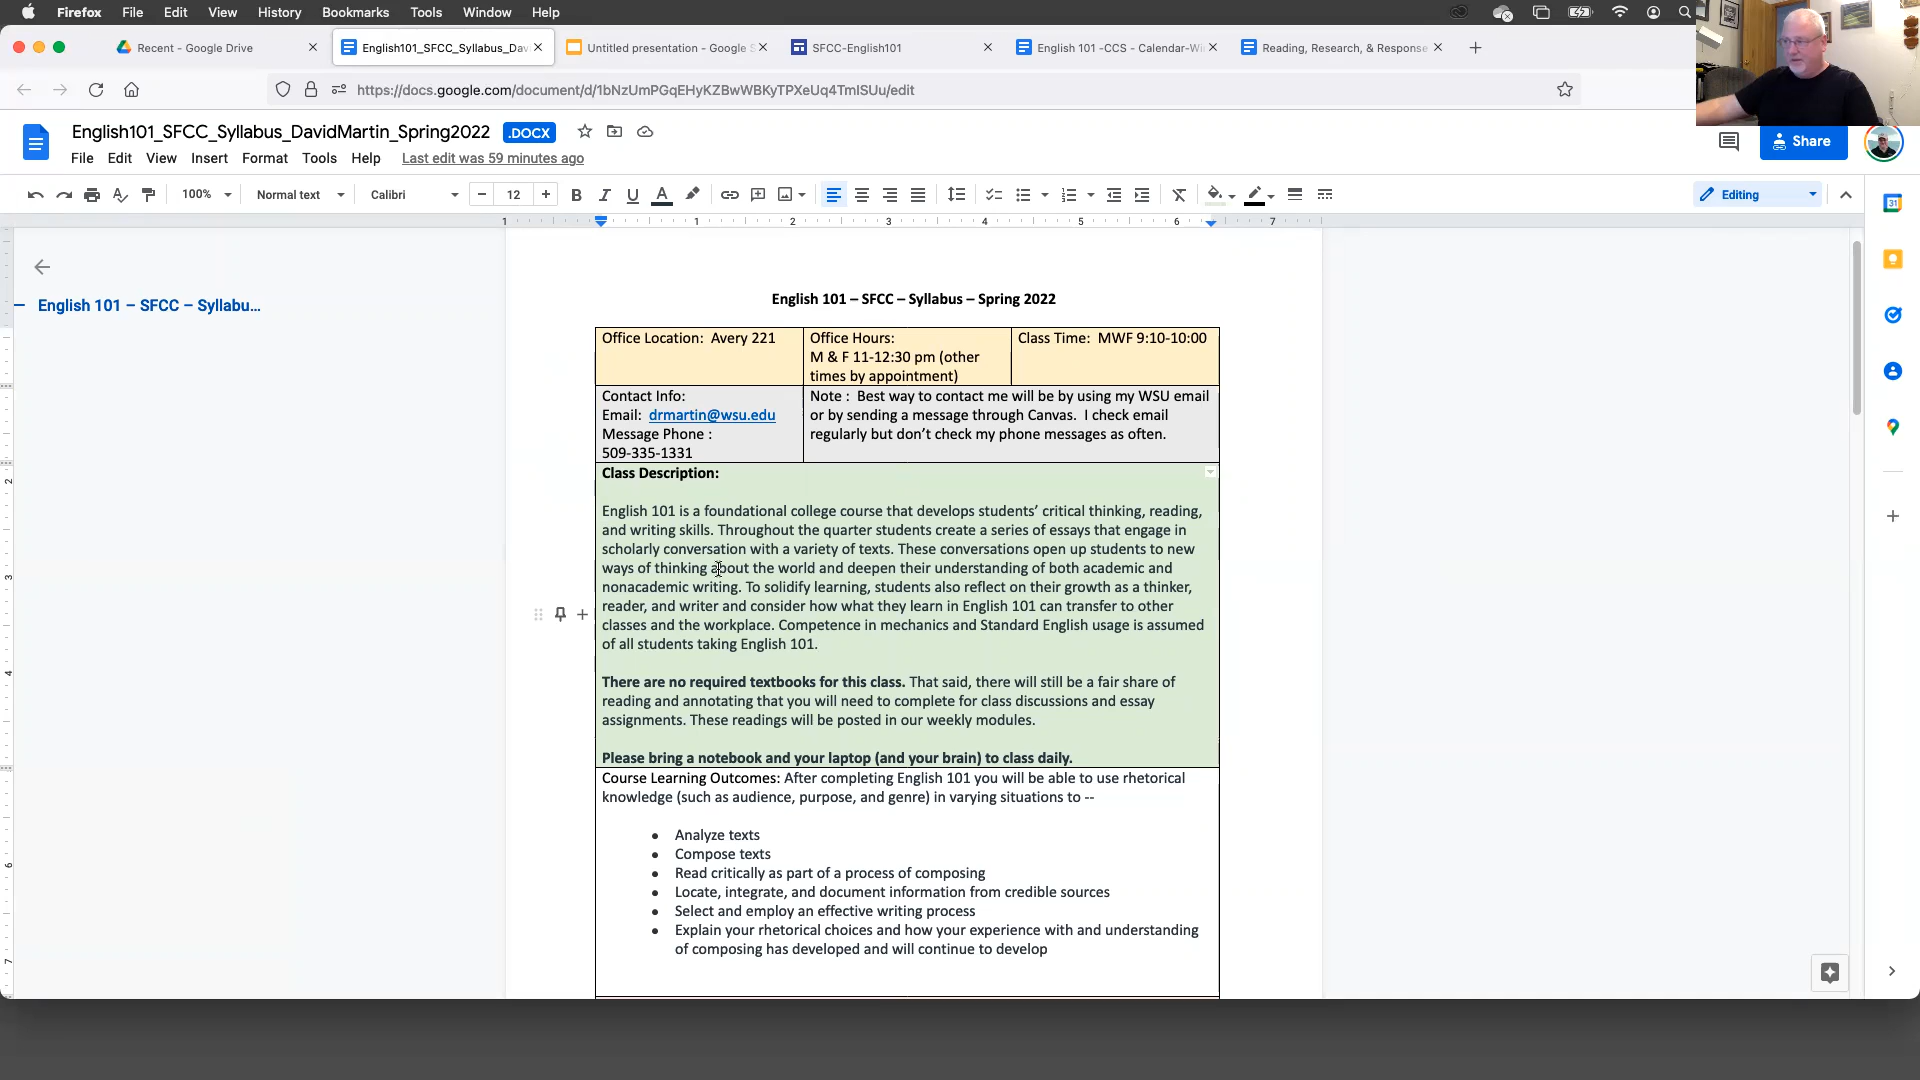 Firefox File Edit View History Bookmarks Tools Window Help
Recent - Google Drive
English101_SFCC_Syllabus_Dav
Untitled presentation - Google S
SFCC-English101
English 101 -CCS - Calendar-Wi
Reading, Research, & Response
https://docs.google.com/document/d/1bNzUmPGqEHyKZBwWBKyTPXeUq4TmISUu/edit
English101_SFCC_Syllabus_DavidMartin_Spring2022 .DOCX
Share
File Edit View Insert Format Tools Help Last edit was 59 minutes ago
100% Normal text Calibri 12 Editing
1 1 2 3 4 5 6 7
English 101 – SFCC – Syllabu...
English 101 – SFCC – Syllabus – Spring 2022
Office Location: Avery 221
Office Hours:
M & F 11-12:30 pm (other
times by appointment)
Class Time: MWF 9:10-10:00
Contact Info:
Email: drmartin@wsu.edu
Message Phone :
509-335-1331
Note : Best way to contact me will be by using my WSU email
or by sending a message through Canvas. I check email
regularly but don't check my phone messages as often.
Class Description:
English 101 is a foundational college course that develops students' critical thinking, reading,
and writing skills. Throughout the quarter students create a series of essays that engage in
scholarly conversation with a variety of texts. These conversations open up students to new
ways of thinking about the world and deepen their understanding of both academic and
nonacademic writing. To solidify learning, students also reflect on their growth as a thinker,
reader, and writer and consider how what they learn in English 101 can transfer to other
classes and the workplace. Competence in mechanics and Standard English usage is assumed
of all students taking English 101.
There are no required textbooks for this class. That said, there will still be a fair share of
reading and annotating that you will need to complete for class discussions and essay
assignments. These readings will be posted in our weekly modules.
Please bring a notebook and your laptop (and your brain) to class daily.
Course Learning Outcomes: After completing English 101 you will be able to use rhetorical
knowledge (such as audience, purpose, and genre) in varying situations to --
● Analyze texts
● Compose texts
● Read critically as part of a process of composing
● Locate, integrate, and document information from credible sources
● Select and employ an effective writing process
● Explain your rhetorical choices and how your experience with and understanding
of composing has developed and will continue to develop
2
3
4
6
7
31